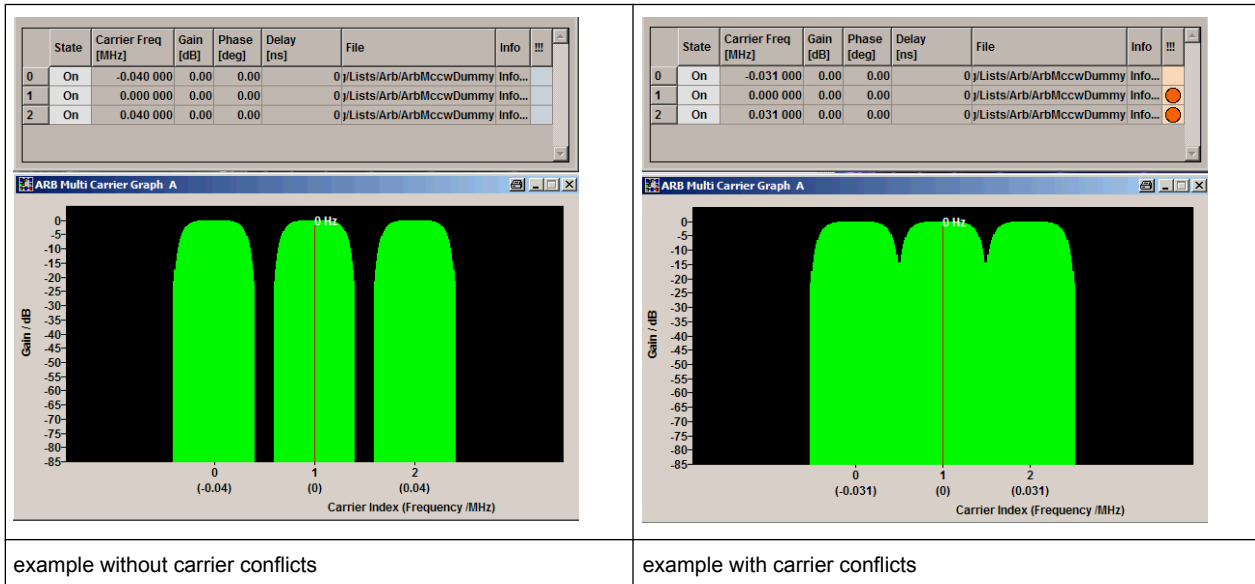 State Carrier Freq [MHz] Gain [dB] Phase [deg] Delay [ns] File Info !!!
0 On -0.040 000 0.00 0.00 0 g/Lists/Arb/ArbMccwDummy Info...
1 On 0.000 000 0.00 0.00 0 g/Lists/Arb/ArbMccwDummy Info...
2 On 0.040 000 0.00 0.00 0 g/Lists/Arb/ArbMccwDummy Info...
ARB Multi Carrier Graph A
0 Hz
0
-5
-10
-15
-20
-25
-30
-35
-40
-45
-50
-55
-60
-65
-70
-75
-80
-85
Gain / dB
0 1 2
(-0.04) (0) (0.04)
Carrier Index (Frequency /MHz)
example without carrier conflicts
State Carrier Freq [MHz] Gain [dB] Phase [deg] Delay [ns] File Info !!!
0 On -0.031 000 0.00 0.00 0 g/Lists/Arb/ArbMccwDummy Info...
1 On 0.000 000 0.00 0.00 0 g/Lists/Arb/ArbMccwDummy Info...
2 On 0.031 000 0.00 0.00 0 g/Lists/Arb/ArbMccwDummy Info...
ARB Multi Carrier Graph A
0 Hz
0
-5
-10
-15
-20
-25
-30
-35
-40
-45
-50
-55
-60
-65
-70
-75
-80
-85
Gain / dB
0 1 2
(-0.031) (0) (0.031)
Carrier Index (Frequency /MHz)
example with carrier conflicts